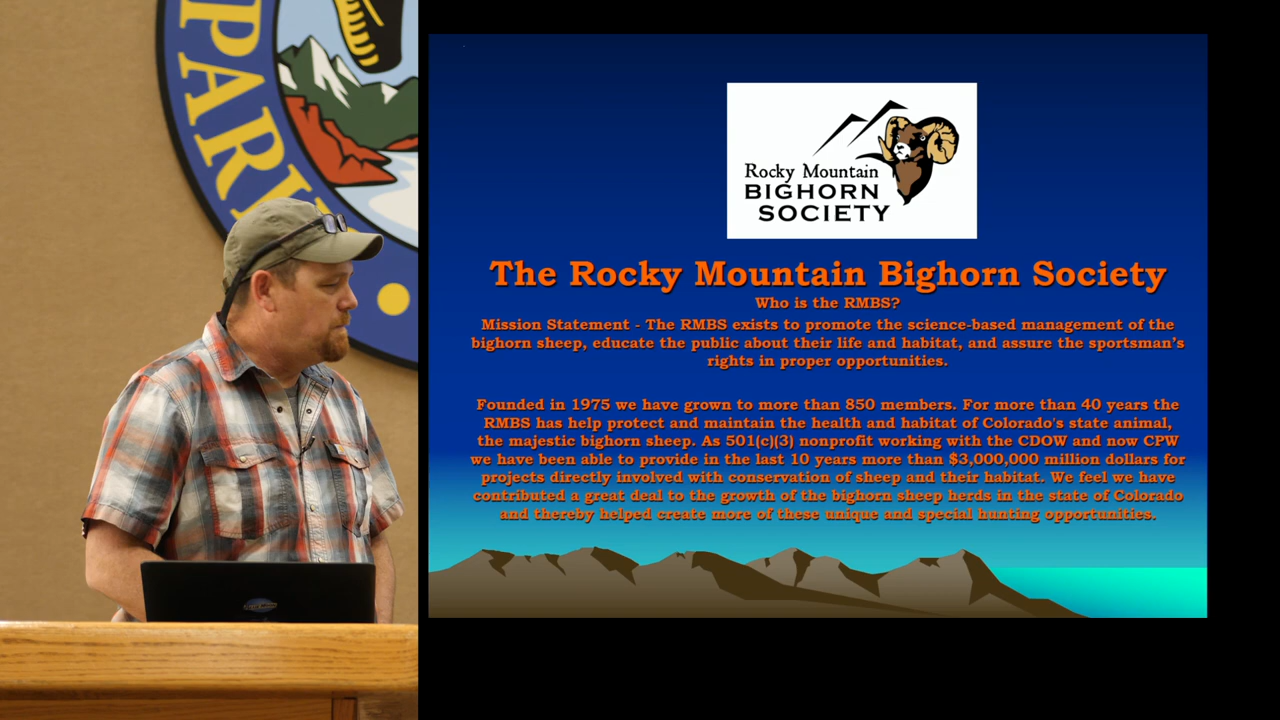 PARK
Rocky Mountain
BIGHORN
SOCIETY
The Rocky Mountain Bighorn Society
Who is the RMBS?
Mission Statement - The RMBS exists to promote the science-based management of the
bighorn sheep, educate the public about their life and habitat, and assure the sportsman's
rights in proper opportunities.
Founded in 1975 we have grown to more than 850 members. For more than 40 years the
RMBS has help protect and maintain the health and habitat of Colorado's state animal,
the majestic bighorn sheep. As 501(c)(3) nonprofit working with the CDOW and now CPW
we have been able to provide in the last 10 years more than $3,000,000 million dollars for
projects directly involved with conservation of sheep and their habitat. We feel we have
contributed a great deal to the growth of the bighorn sheep herds in the state of Colorado
and thereby helped create more of these unique and special hunting opportunities.